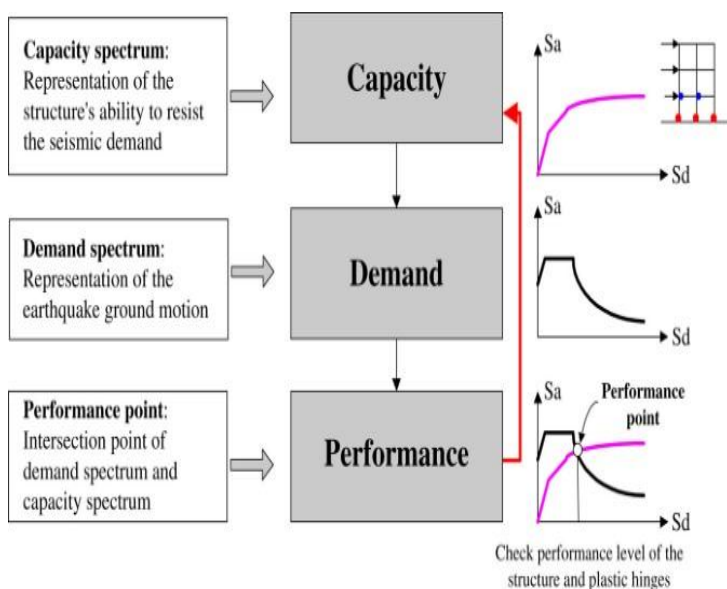 Capacity spectrum:
Representation of the
structure's ability to resist
the seismic demand
Capacity
Sa
Sd
Demand spectrum:
Representation of the
earthquake ground motion
Demand
Sa
Sd
Performance point:
Intersection point of
demand spectrum and
capacity spectrum
Performance
Sa
Performance
point
Sd
Check performance level of the
structure and plastic hinges